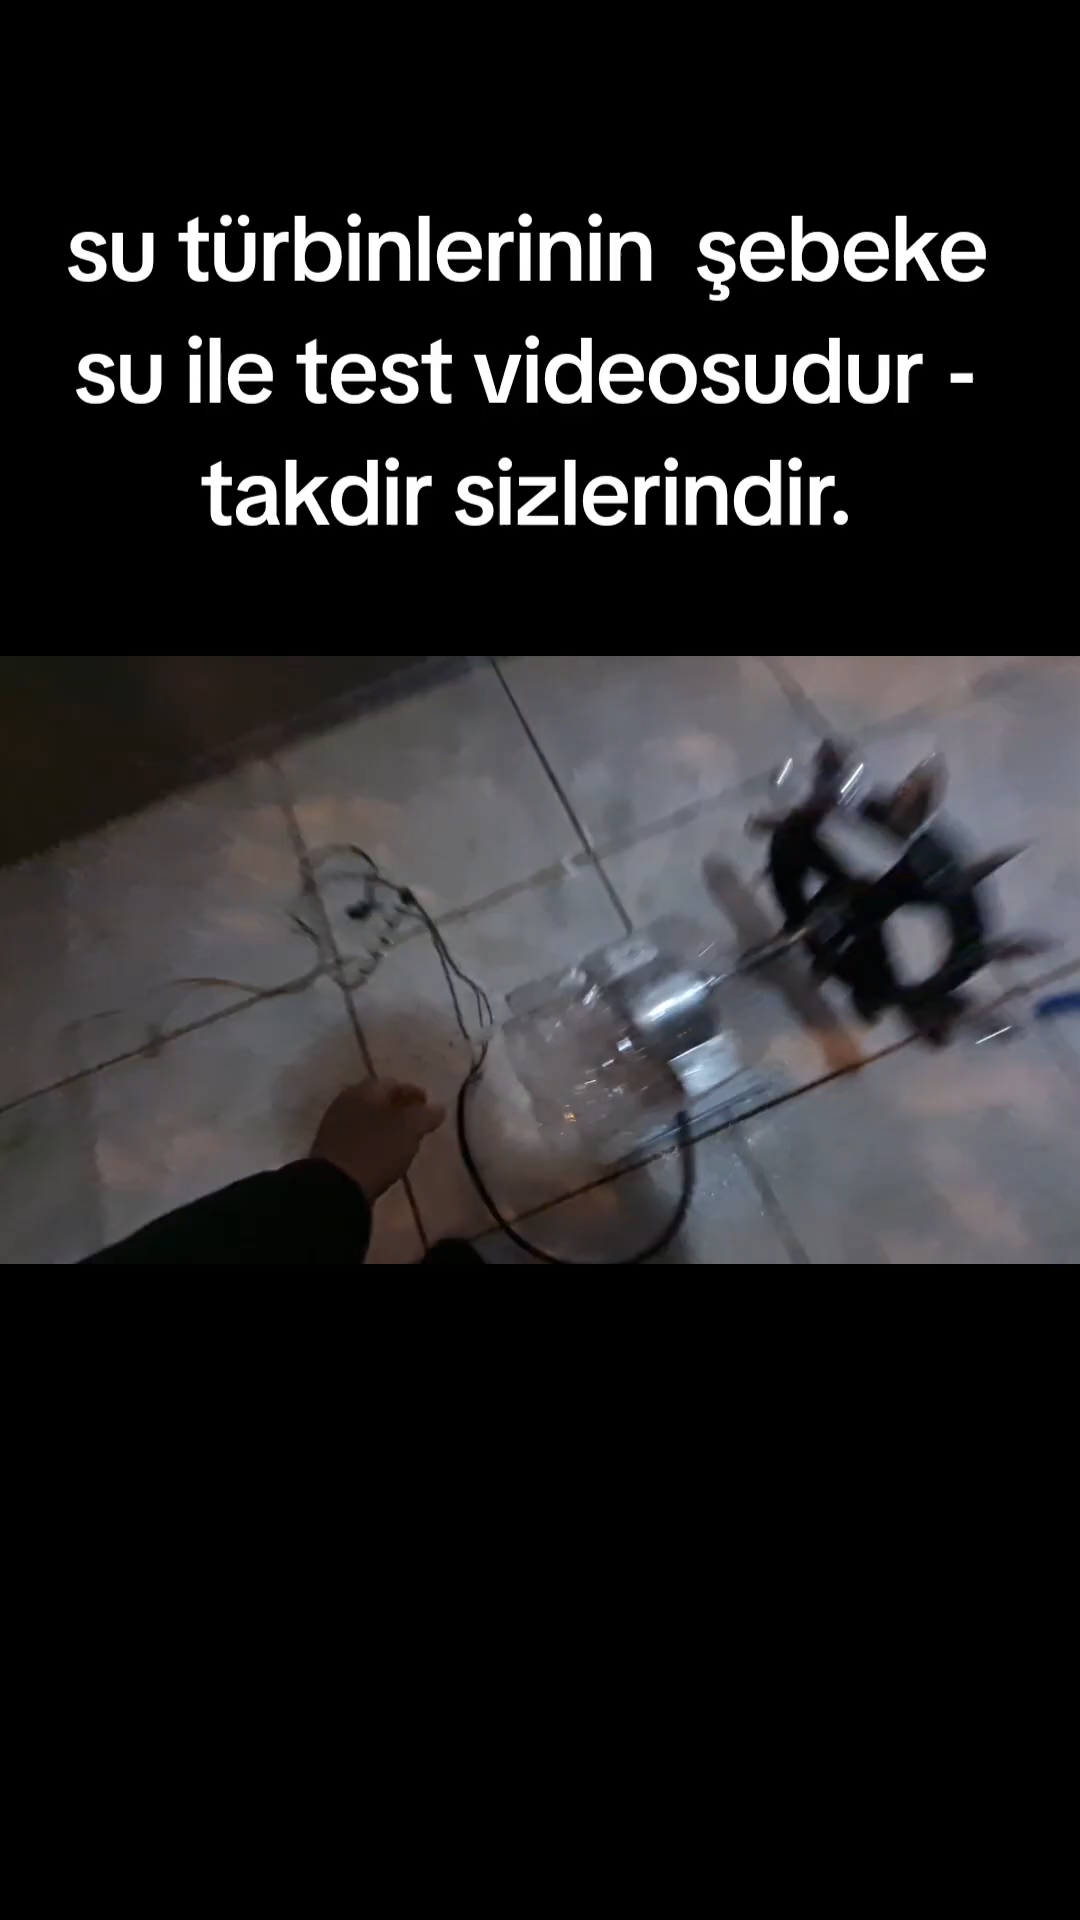 su türbinlerinin  şebeke
su ile test videosudur -
takdir sizlerindir.